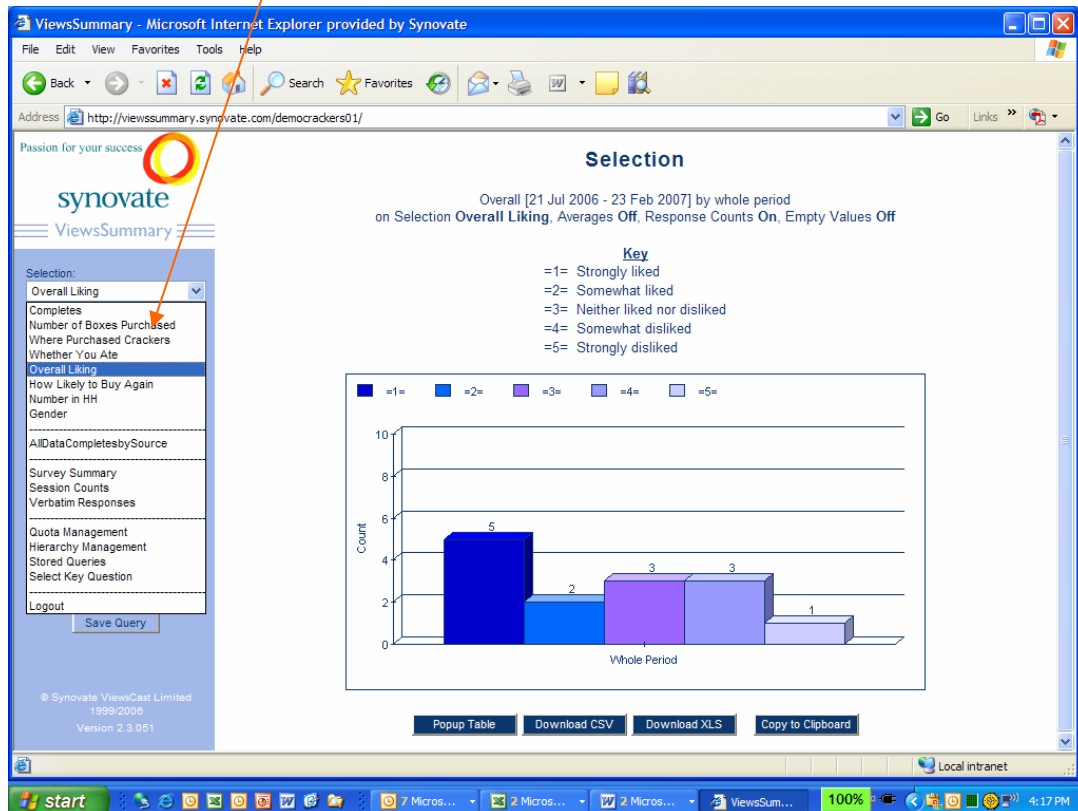 ViewsSummary - Microsoft Internet Explorer provided by Synovate
File Edit View Favorites Tools Help
Back Search Favorites
Address http://viewssummary.synovate.com/democrackers01/ Go Links »
Passion for your success
synovate
ViewsSummary
Selection:
Overall Liking
Completes
Number of Boxes Purchased
Where Purchased Crackers
Whether You Ate
Overall Liking
How Likely to Buy Again
Number in HH
Gender
AllDataCompletesbySource
Survey Summary
Session Counts
Verbatim Responses
Quota Management
Hierarchy Management
Stored Queries
Select Key Question
Logout
Save Query
© Synovate ViewsCast Limited
1999/2006
Version 2.3.051
Selection
Overall [21 Jul 2006 - 23 Feb 2007] by whole period
on Selection Overall Liking, Averages Off, Response Counts On, Empty Values Off
Key
=1= Strongly liked
=2= Somewhat liked
=3= Neither liked nor disliked
=4= Somewhat disliked
=5= Strongly disliked
=1= =2= =3= =4= =5=
10
8
6
4
2
0
Count
5
2
3
3
1
Whole Period
Popup Table Download CSV Download XLS Copy to Clipboard
Local intranet
start 7 Micros... 2 Micros... 2 Micros... ViewsSum... 100% 4:17 PM